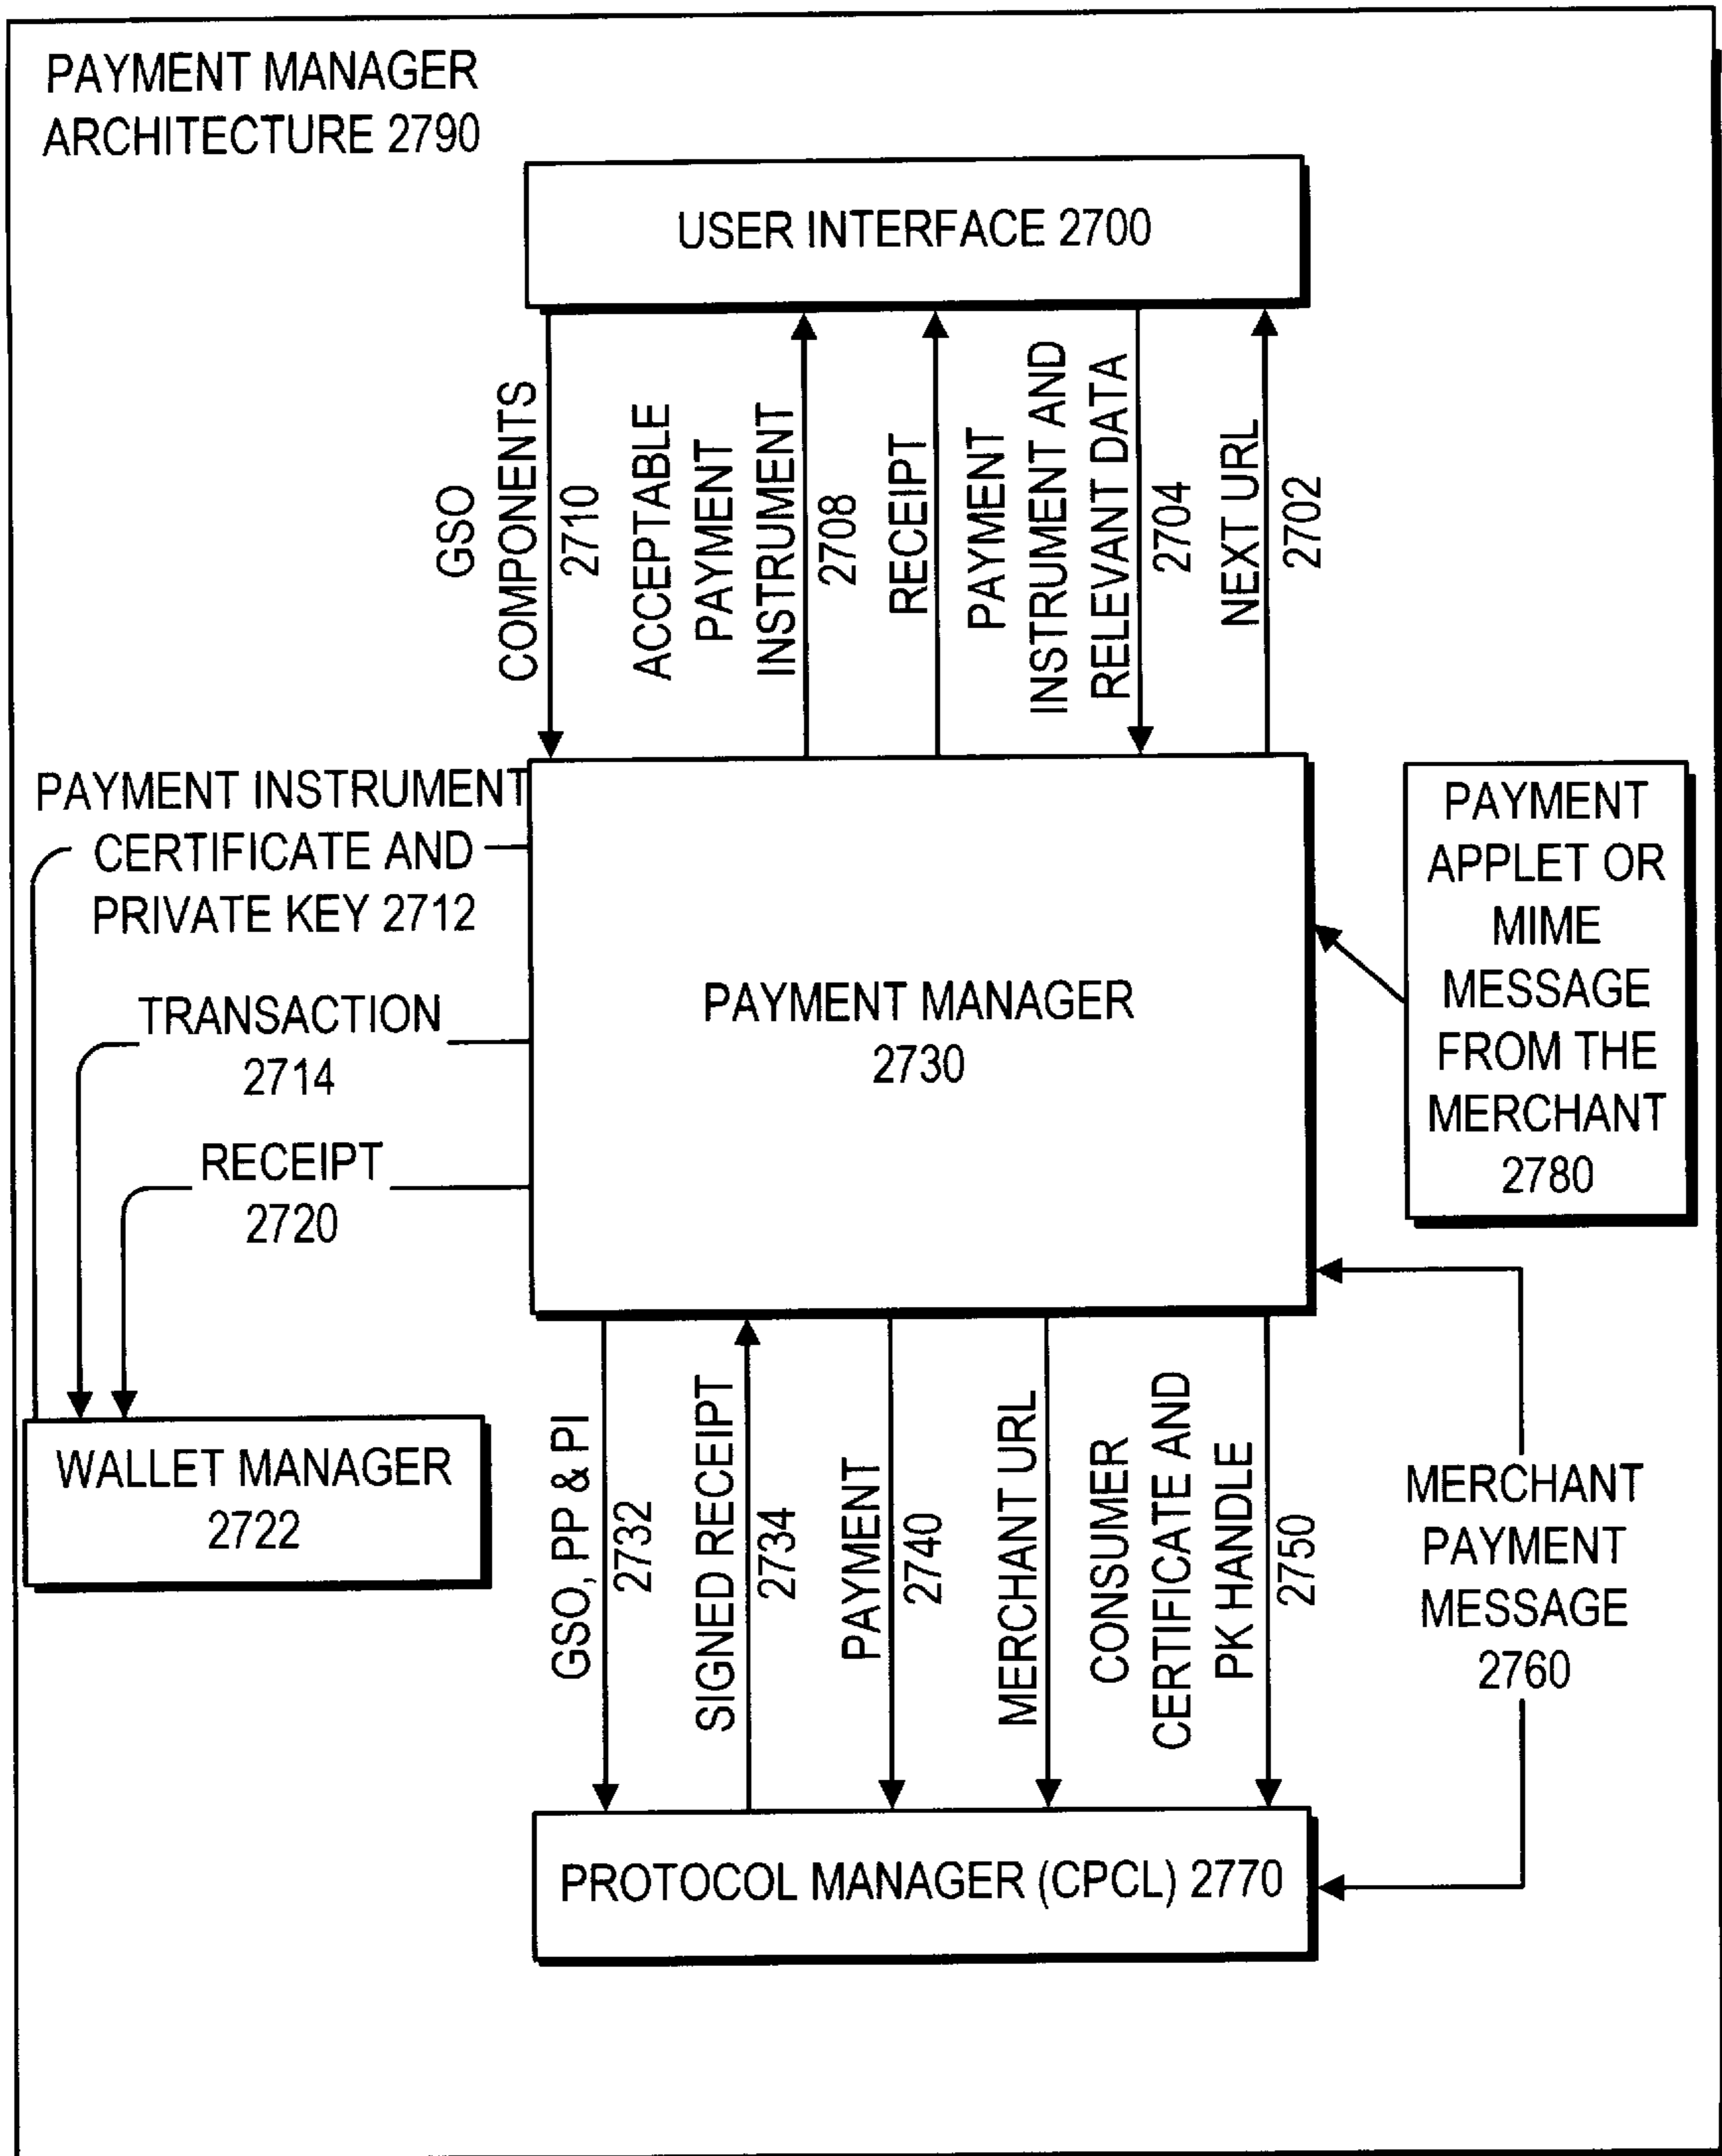 PAYMENT MANAGER
ARCHITECTURE 2790
USER INTERFACE 2700
GSO
COMPONENTS
2710
ACCEPTABLE
PAYMENT
INSTRUMENT
2708
RECEIPT
PAYMENT
INSTRUMENT AND
RELEVANT DATA
2704
NEXT URL
2702
PAYMENT INSTRUMENT
CERTIFICATE AND
PRIVATE KEY 2712
TRANSACTION
2714
RECEIPT
2720
PAYMENT MANAGER
2730
PAYMENT
APPLET OR
MIME
MESSAGE
FROM THE
MERCHANT
2780
WALLET MANAGER
2722
GSO, PP & PI
2732
SIGNED RECEIPT
2734
PAYMENT
2740
MERCHANT URL
CONSUMER
CERTIFICATE AND
PK HANDLE
2750
MERCHANT
PAYMENT
MESSAGE
2760
PROTOCOL MANAGER (CPCL) 2770